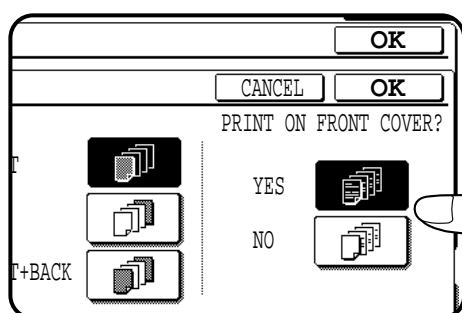 OK
CANCEL OK
PRINT ON FRONT COVER?
T
YES
NO
T+BACK